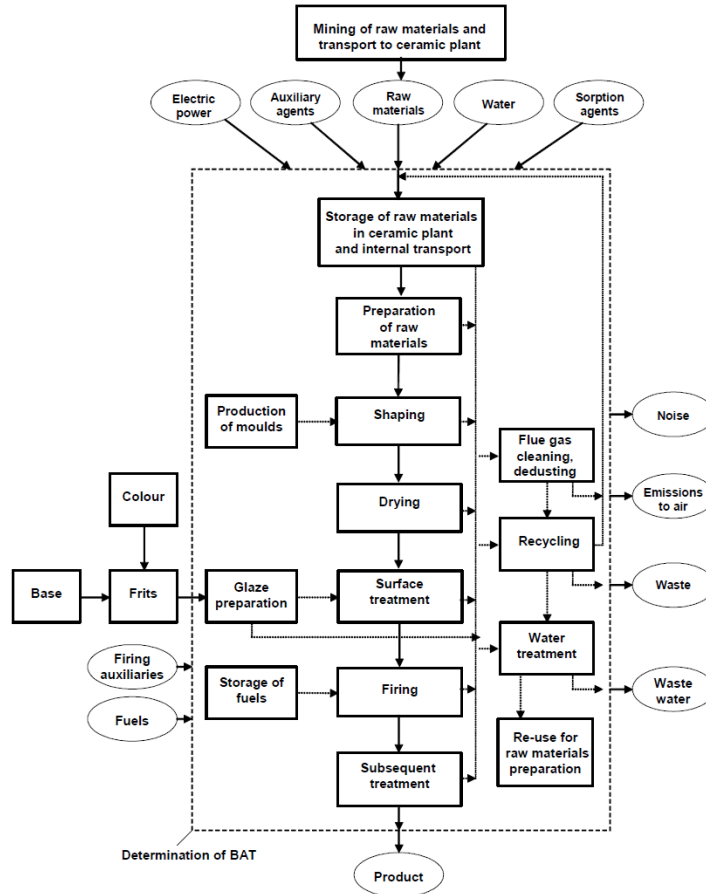 Mining of raw materials and
transport to ceramic plant
Electric
power
Auxiliary
agents
Raw
materials
Water
Sorption
agents
Storage of raw materials
in ceramic plant
and internal transport
Preparation
of raw
materials
Production
of moulds
Shaping
Noise
Flue gas
cleaning,
dedusting
Colour
Drying
Emissions
to air
Recycling
Base
Frits
Glaze
preparation
Surface
treatment
Waste
Water
treatment
Firing
auxiliaries
Storage of
fuels
Firing
Waste
water
Fuels
Re-use for
raw materials
preparation
Subsequent
treatment
Determination of BAT
Product